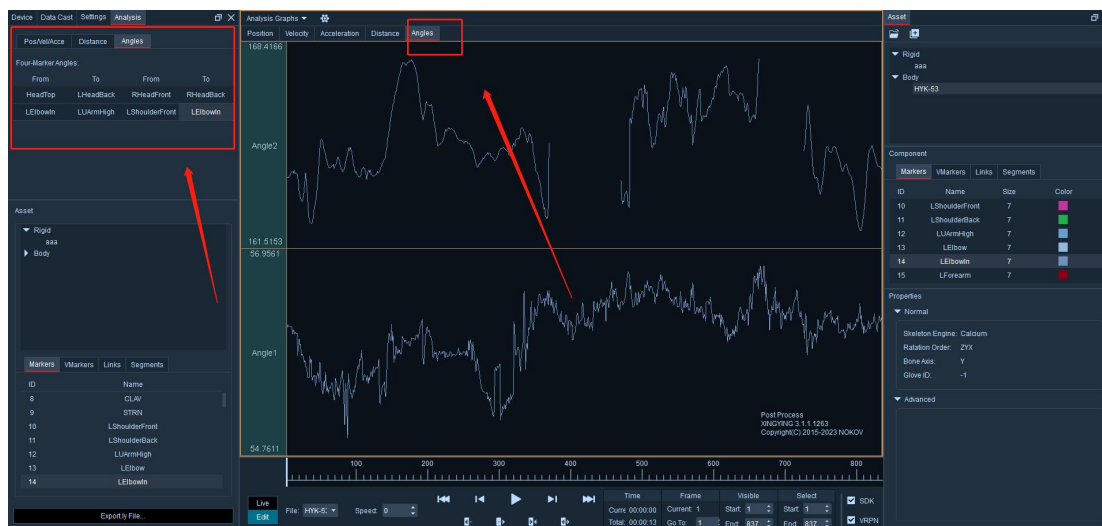 Device Data Cast Settings Analysis
Pos/Vel/Acce Distance Angles
Four-Marker Angles:
From To From To
HeadTop LHeadBack RHeadFront RHeadBack
LElbowIn LUArmHigh LShoulderFront LElbowIn
Asset
Rigid
aaa
Body
Markers VMarkers Links Segments
ID Name
8 CLAV
9 STRN
10 LShoulderFront
11 LShoulderBack
12 LUArmHigh
13 LElbow
14 LElbowIn
Export.ly File...
Analysis Graphs
Position Velocity Acceleration Distance Angles
168.4166
Angle2
161.5153
56.9561
Angle1
54.7611
Post Process
XINGYING 3.1.1.1263
Copyright(C) 2015-2023 NOKOV
100 200 300 400 500 600 700 800
Live
Edit
File: HYK-5: Speed: 0
Time Frame Visible Select
Curre 00:00:00 Current: 1 Start: 1 Start: 1
Total: 00:00:13 Go To: 1 End: 837 End: 837
SDK
VRPN
Asset
Rigid
aaa
Body
HYK-53
Component
Markers VMarkers Links Segments
ID Name Size Color
10 LShoulderFront 7
11 LShoulderBack 7
12 LUArmHigh 7
13 LElbow 7
14 LElbowIn 7
15 LForearm 7
Properties
Normal
Skeleton Engine: Calcium
Ratation Order: ZYX
Bone Axis: Y
Glove ID: -1
Advanced